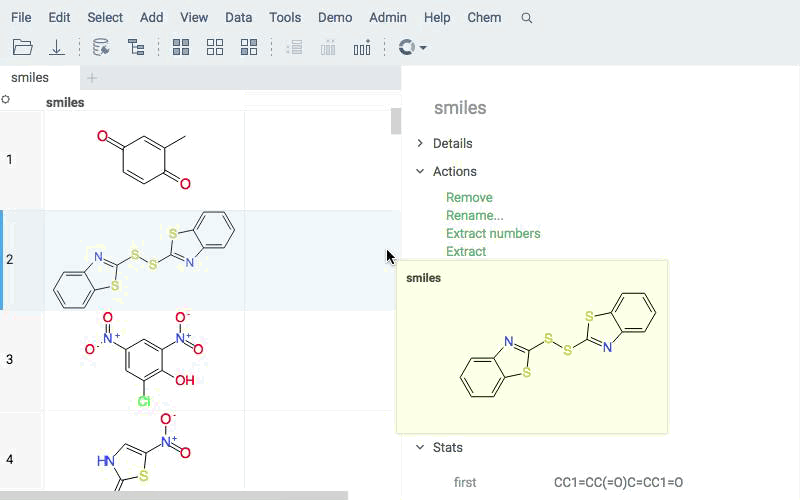 File Edit Select Add View Data Tools Demo Admin Help Chem
smiles +
smiles
smiles
Details
Actions
Remove
Rename...
Extract numbers
Extract
1
O
O
2
N
S
S
S
S
N
smiles
N
S
S
S
S
N
3
O
N+
O-
O-
N+
O
OH
Cl
4
O-
N+
O
HN
S
Stats
first CC1=CC(=O)C=CC1=O